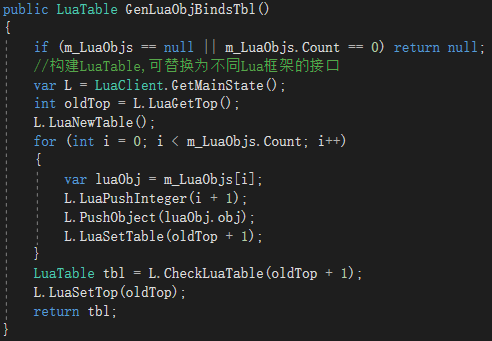 public LuaTable GenLuaObjBindsTbl()
{
    if (m_LuaObjs == null || m_LuaObjs.Count == 0) return null;
    //构建LuaTable,可替换为不同Lua框架的接口
    var L = LuaClient.GetMainState();
    int oldTop = L.LuaGetTop();
    L.LuaNewTable();
    for (int i = 0; i < m_LuaObjs.Count; i++)
    {
        var luaObj = m_LuaObjs[i];
        L.LuaPushInteger(i + 1);
        L.PushObject(luaObj.obj);
        L.LuaSetTable(oldTop + 1);
    }
    LuaTable tbl = L.CheckLuaTable(oldTop + 1);
    L.LuaSetTop(oldTop);
    return tbl;
}